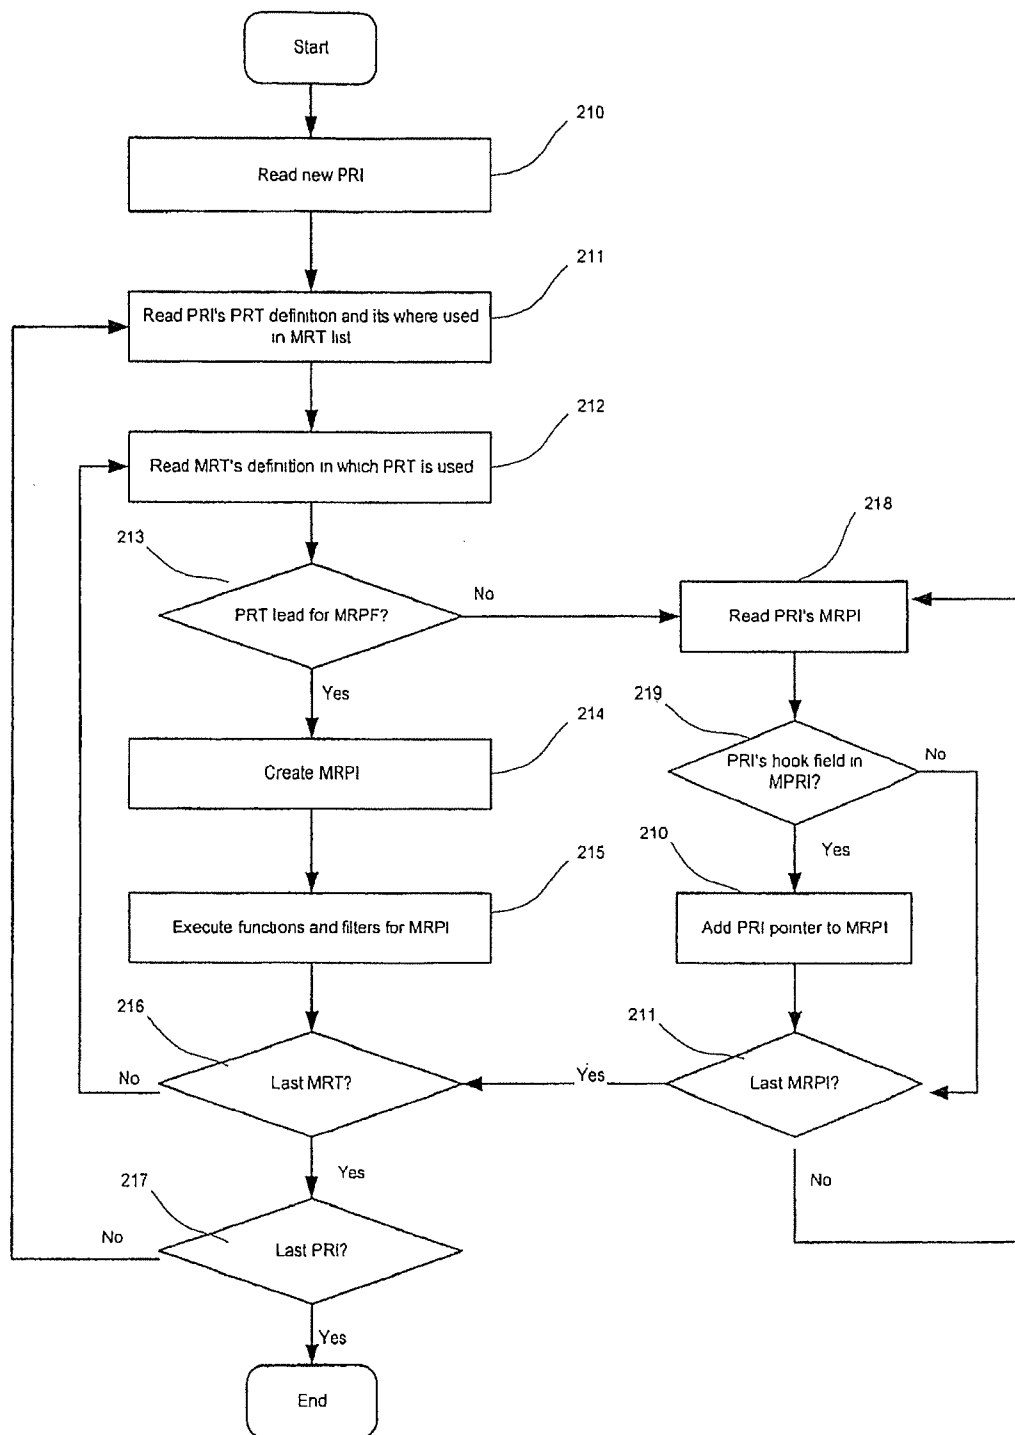 Start
210
Read new PRI
211
Read PRI's PRT definition and its where used
in MRT list
212
Read MRT's definition in which PRT is used
213
PRT lead for MRPF?
No
Yes
218
Read PRI's MRPI
214
Create MRPI
219
PRI's hook field in
MPRI?
No
Yes
215
Execute functions and filters for MRPI
210
Add PRI pointer to MRPI
216
Last MRT?
No
Yes
211
Last MRPI?
Yes
No
217
Last PRI?
No
Yes
End